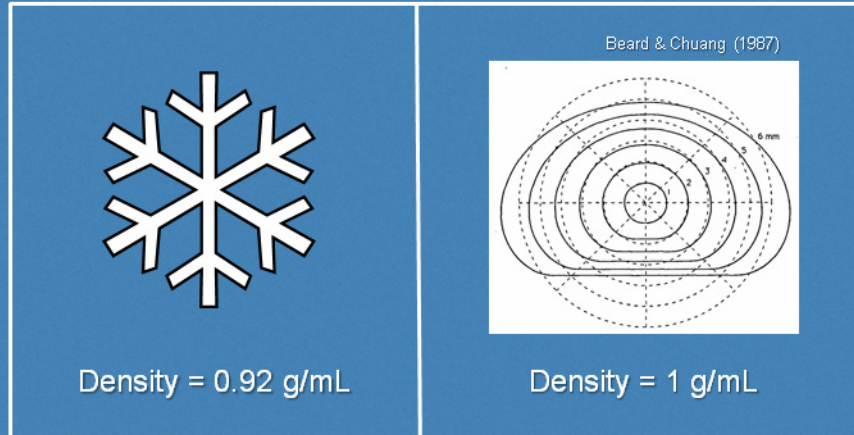 Beard & Chuang (1987)
6 mm
5
4
3
2
1
Density = 0.92 g/mL
Density = 1 g/mL